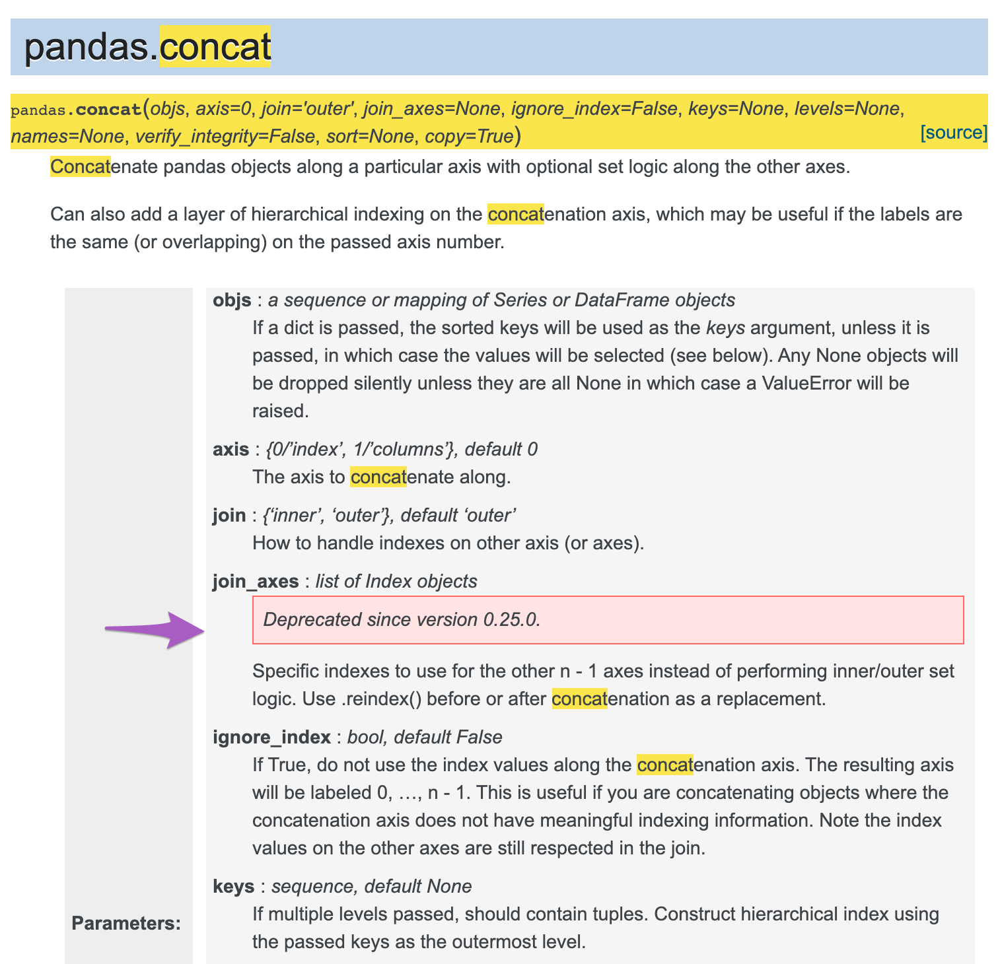 pandas.concat
pandas.concat(objs, axis=0, join='outer', join_axes=None, ignore_index=False, keys=None, levels=None,
names=None, verify_integrity=False, sort=None, copy=True) [source]
Concatenate pandas objects along a particular axis with optional set logic along the other axes.
Can also add a layer of hierarchical indexing on the concatenation axis, which may be useful if the labels are
the same (or overlapping) on the passed axis number.
objs : a sequence or mapping of Series or DataFrame objects
If a dict is passed, the sorted keys will be used as the keys argument, unless it is
passed, in which case the values will be selected (see below). Any None objects will
be dropped silently unless they are all None in which case a ValueError will be
raised.
axis : {0/’index’, 1/’columns’}, default 0
The axis to concatenate along.
join : {‘inner’, ‘outer’}, default ‘outer’
How to handle indexes on other axis (or axes).
join_axes : list of Index objects
Deprecated since version 0.25.0.
Specific indexes to use for the other n - 1 axes instead of performing inner/outer set
logic. Use .reindex() before or after concatenation as a replacement.
ignore_index : bool, default False
If True, do not use the index values along the concatenation axis. The resulting axis
will be labeled 0, …, n - 1. This is useful if you are concatenating objects where the
concatenation axis does not have meaningful indexing information. Note the index
values on the other axes are still respected in the join.
keys : sequence, default None
If multiple levels passed, should contain tuples. Construct hierarchical index using
the passed keys as the outermost level.
Parameters: